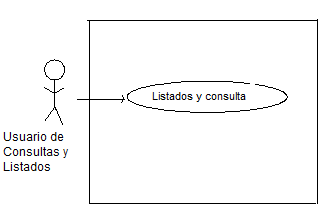 Listados y consulta
Usuario de
Consultas y
Listados